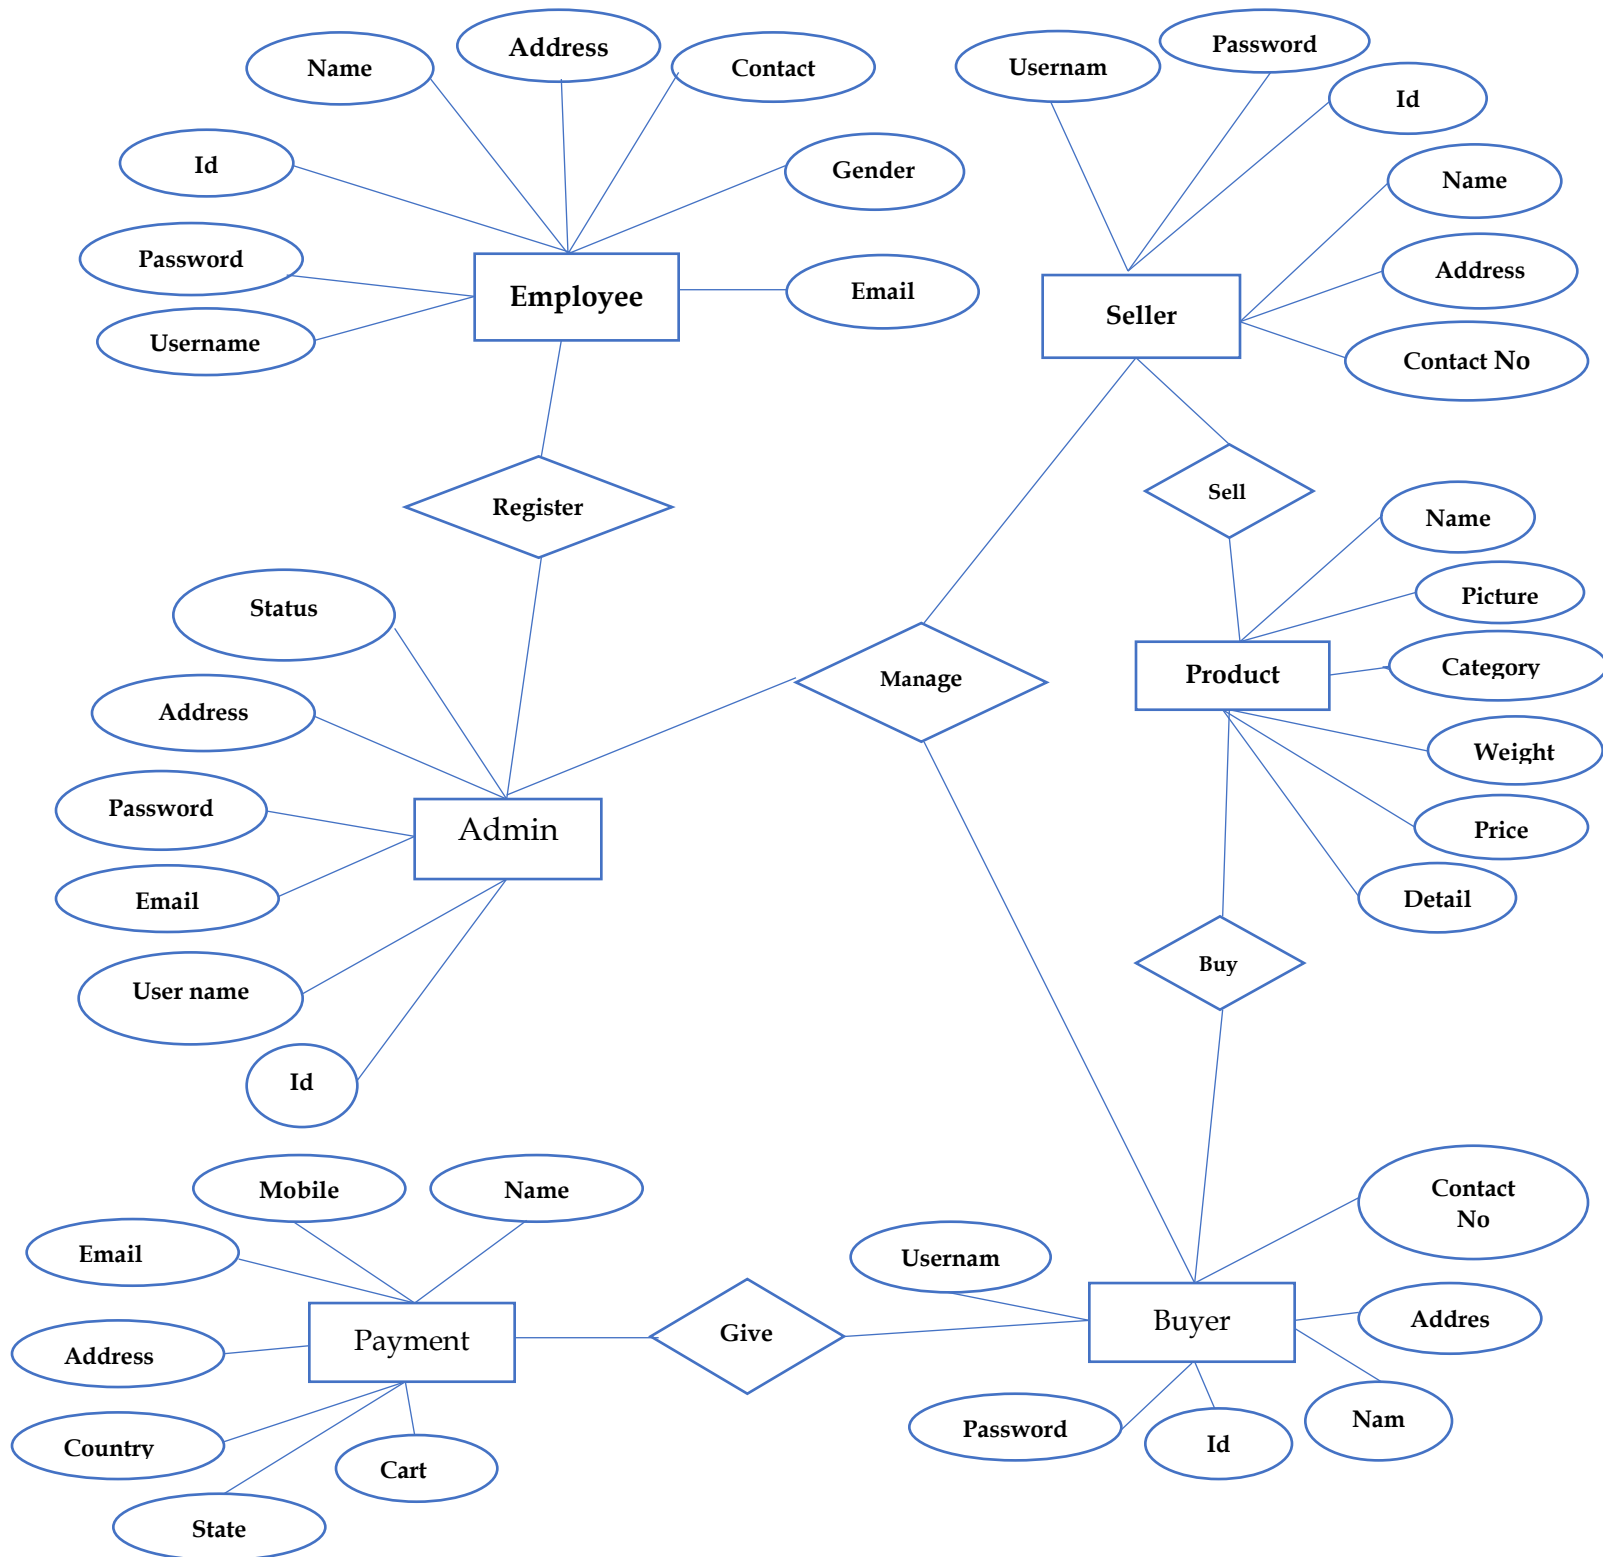 Name
Address
Contact
Id
Gender
Password
Employee
Email
Username
Usernam
Password
Id
Name
Address
Seller
Contact No
Register
Sell
Name
Picture
Product
Category
Weight
Price
Detail
Manage
Buy
Status
Address
Password
Admin
Email
User name
Id
Mobile
Name
Email
Payment
Address
Country
Cart
State
Give
Usernam
Contact
No
Buyer
Addres
Password
Id
Nam